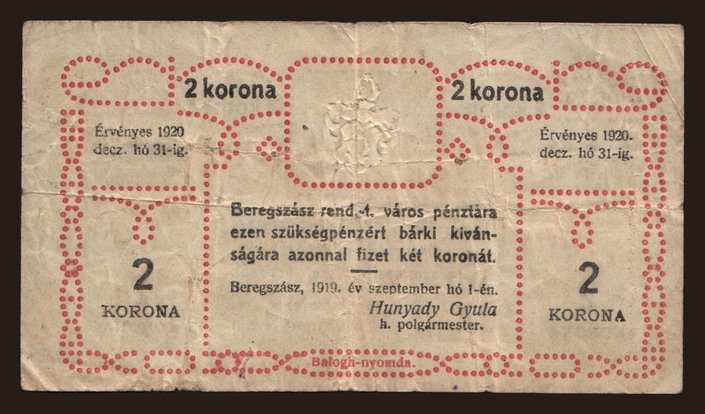 2 korona
2 korona
Érvényes 1920
decz. hó 31-ig.
Érvényes 1920.
decz. hó 31-ig.
Beregszász rend.-t. város pénztára
ezen szükségpénzért bárki kiván-
ságára azonnal fizet két koronát.
Beregszász, 1919. év szeptember hó 1-én.
Hunyady Gyula
h. polgármester.
2
KORONA
2
KORONA
Balogh-nyomda.